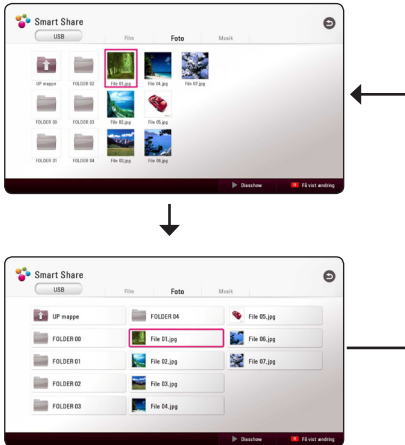 Smart Share
USB Film Foto Musik
UP mappe FOLDER 02 File 01.jpg File 04.jpg File 07.jpg
FOLDER 00 FOLDER 03 File 02.jpg File 05.jpg
FOLDER 01 FOLDER 04 File 03.jpg File 06.jpg
Diasshow Få vist ændring
Smart Share
USB Film Foto Musik
UP mappe FOLDER 04 File 05.jpg
FOLDER 00 File 01.jpg File 06.jpg
FOLDER 01 File 02.jpg File 07.jpg
FOLDER 02 File 03.jpg
FOLDER 03 File 04.jpg
Diasshow Få vist ændring